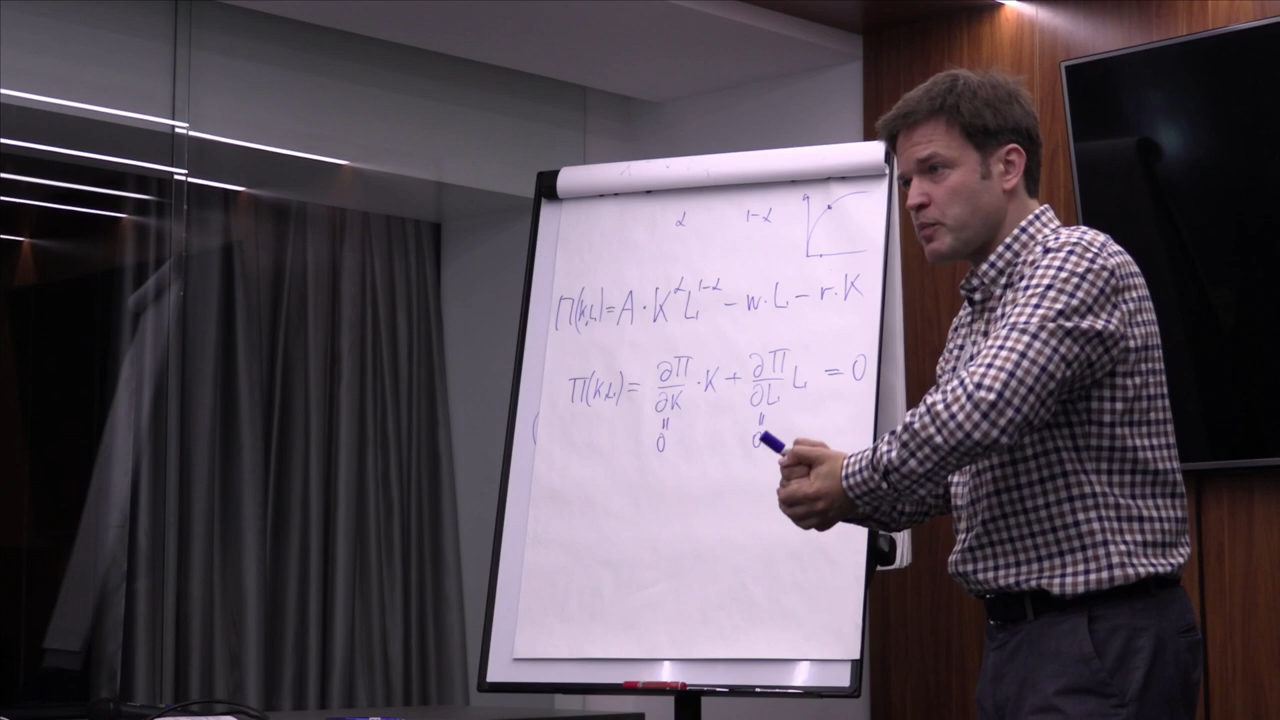 α 1-α
Π(K,L)=A·K^α L^1-α - w·L - r·K
Π(K,L)= ∂Π/∂K ·K + ∂Π/∂L L = 0
" "
0 0